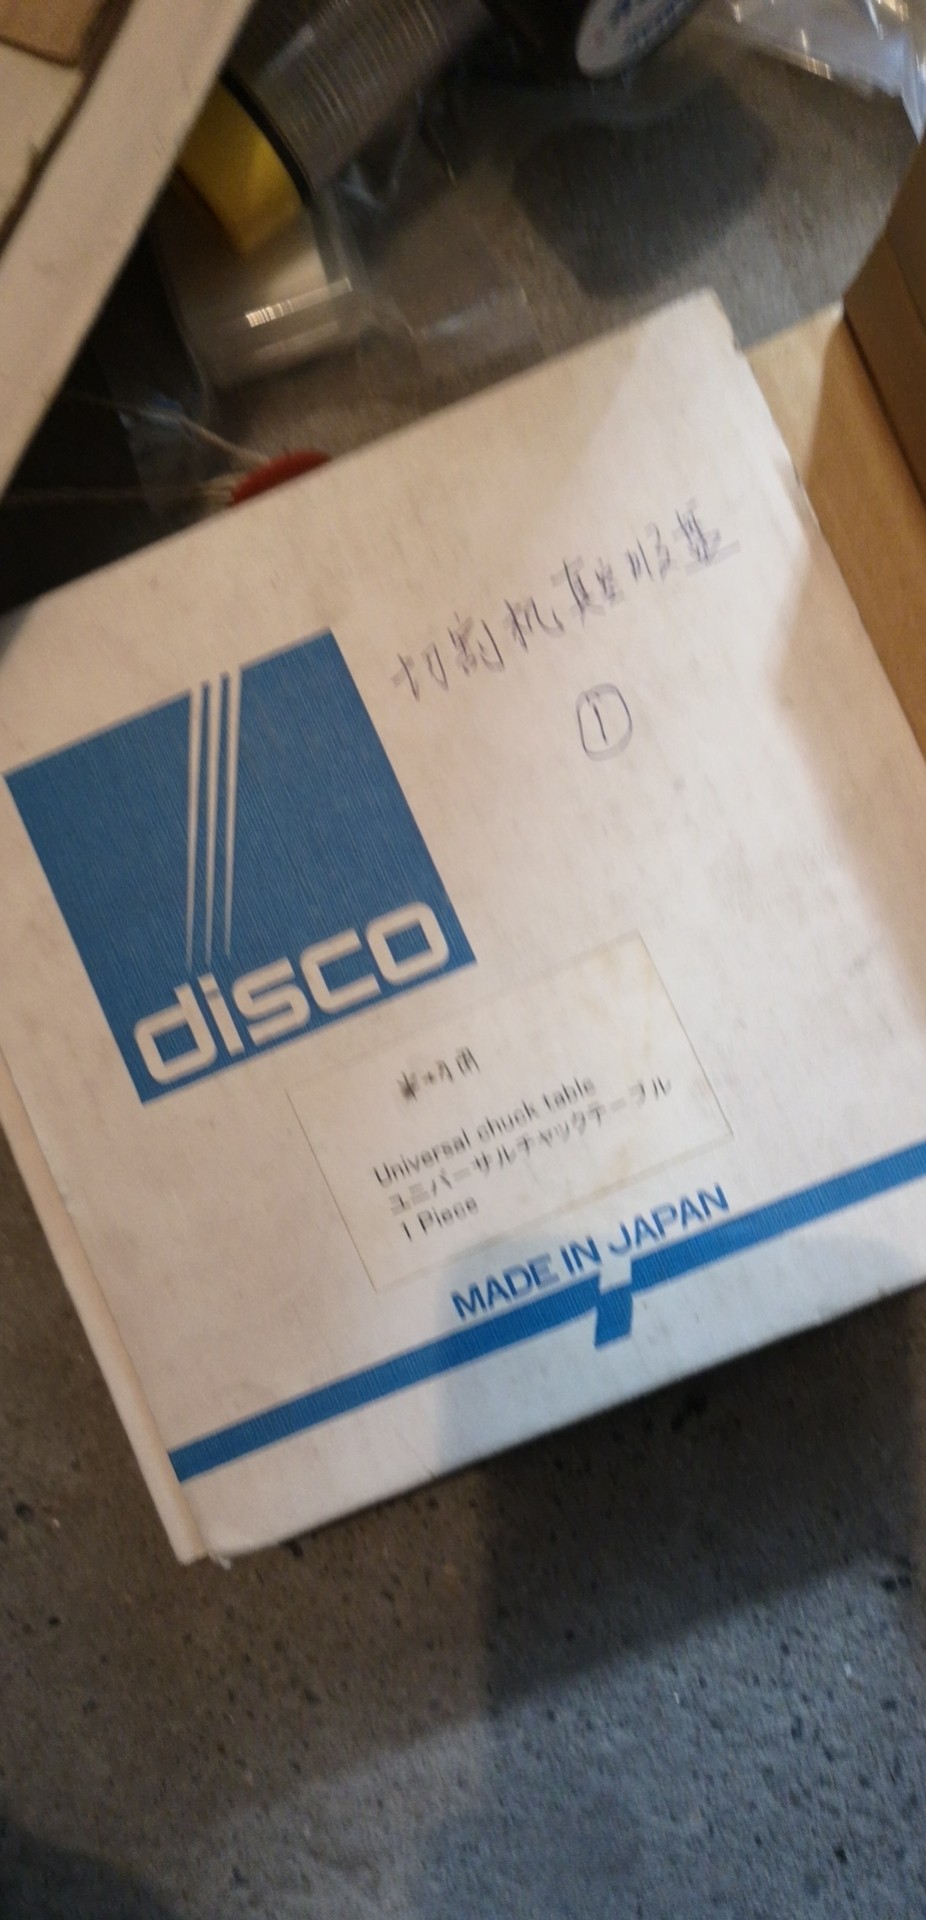 切割机真空吸盘
①
disco
Universal chuck table
ユニバーサルチャックテーブル
1 Piece
MADE IN JAPAN